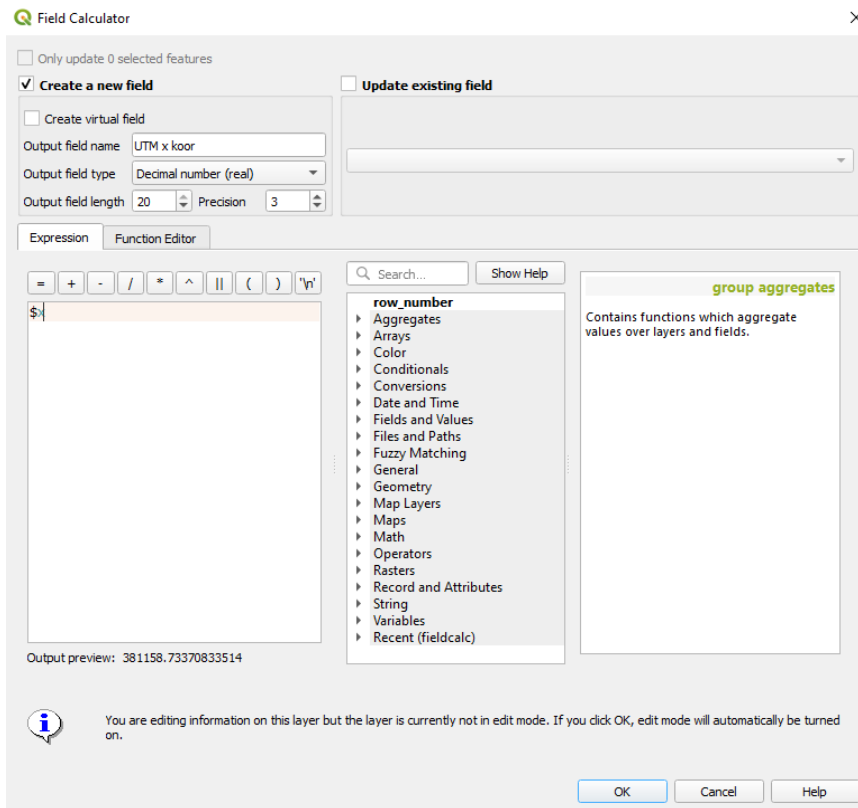 Field Calculator
Only update 0 selected features
Create a new field
Update existing field
Create virtual field
Output field name UTM x koor
Output field type Decimal number (real)
Output field length 20 Precision 3
Expression Function Editor
= + - / * ^ || ( ) '\n'
Search... Show Help
$x
row_number
Aggregates
Arrays
Color
Conditionals
Conversions
Date and Time
Fields and Values
Files and Paths
Fuzzy Matching
General
Geometry
Map Layers
Maps
Math
Operators
Rasters
Record and Attributes
String
Variables
Recent (fieldcalc)
group aggregates
Contains functions which aggregate
values over layers and fields.
Output preview: 381158.73370833514
You are editing information on this layer but the layer is currently not in edit mode. If you click OK, edit mode will automatically be turned
on.
OK Cancel Help